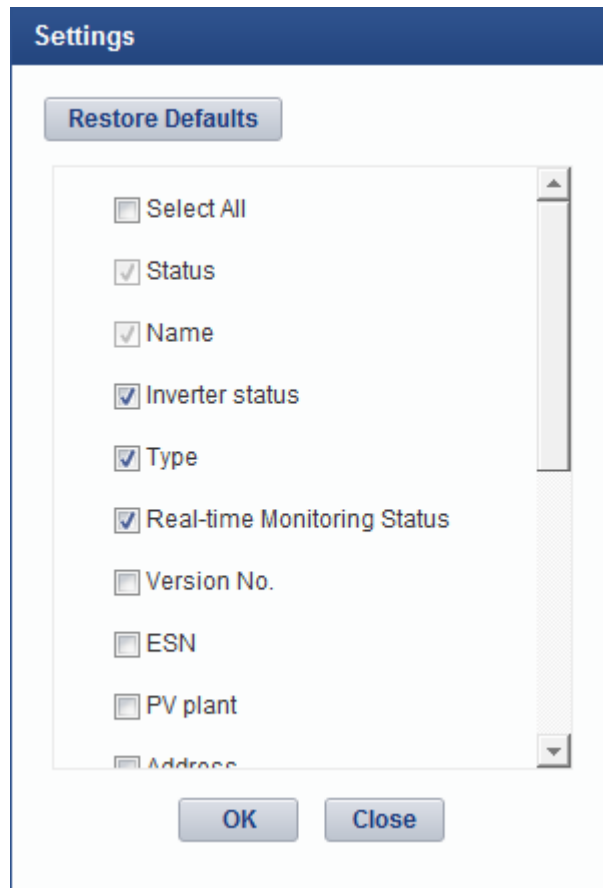 Settings
Restore Defaults
Select All
Status
Name
Inverter status
Type
Real-time Monitoring Status
Version No.
ESN
PV plant
Address
OK
Close